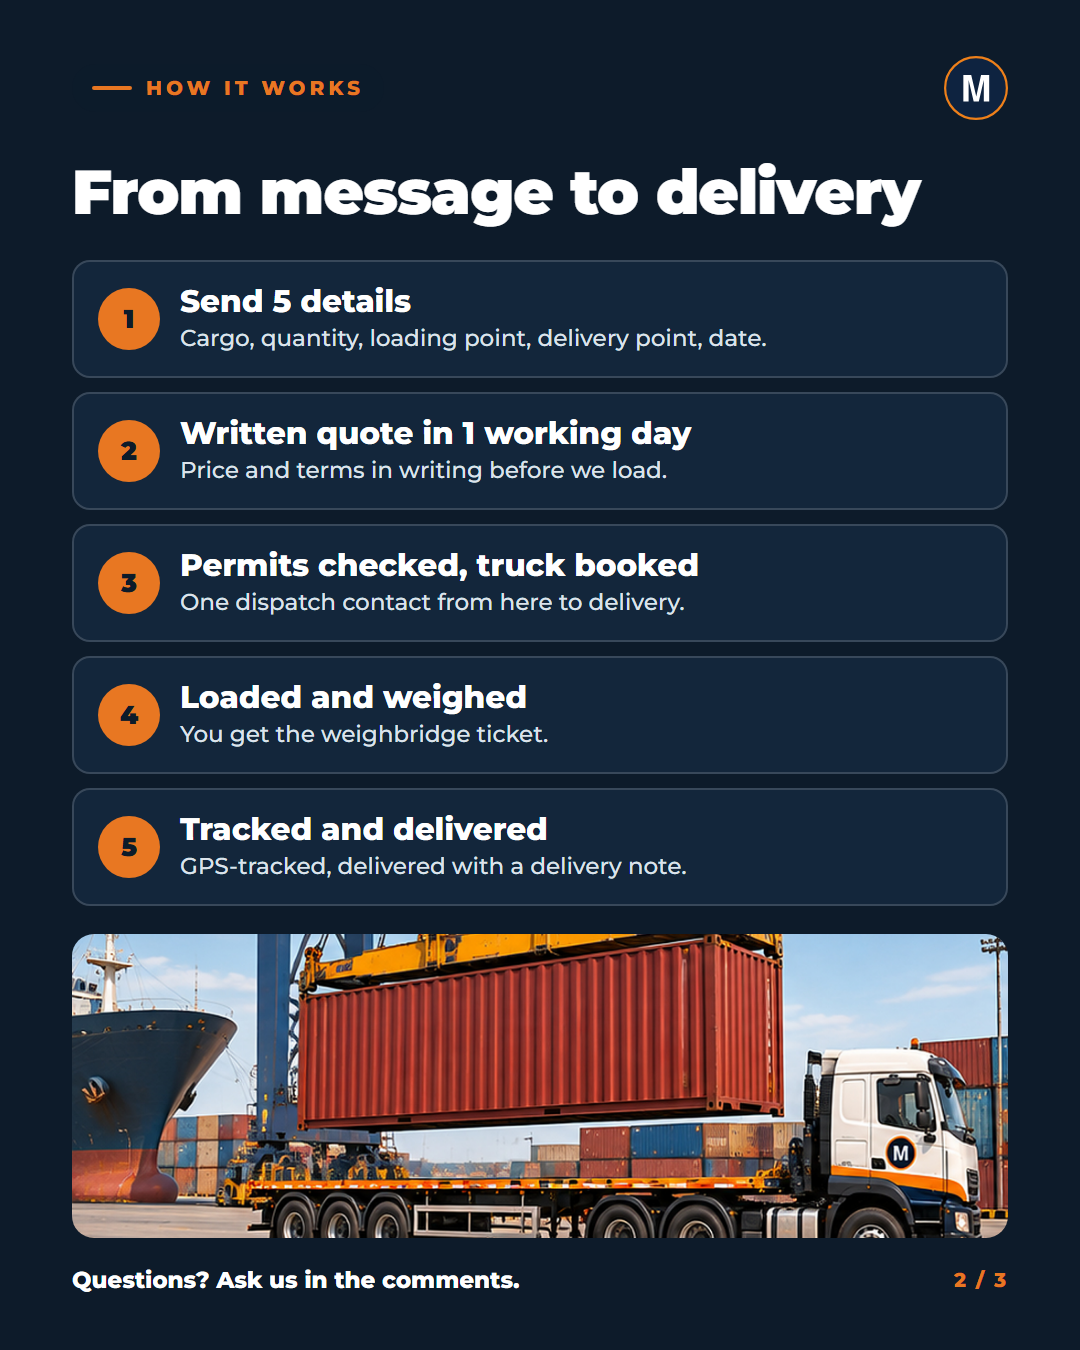 HOW IT WORKS
M
From message to delivery
1
Send 5 details
Cargo, quantity, loading point, delivery point, date.
2
Written quote in 1 working day
Price and terms in writing before we load.
3
Permits checked, truck booked
One dispatch contact from here to delivery.
4
Loaded and weighed
You get the weighbridge ticket.
5
Tracked and delivered
GPS-tracked, delivered with a delivery note.
M
Questions? Ask us in the comments.
2 / 3